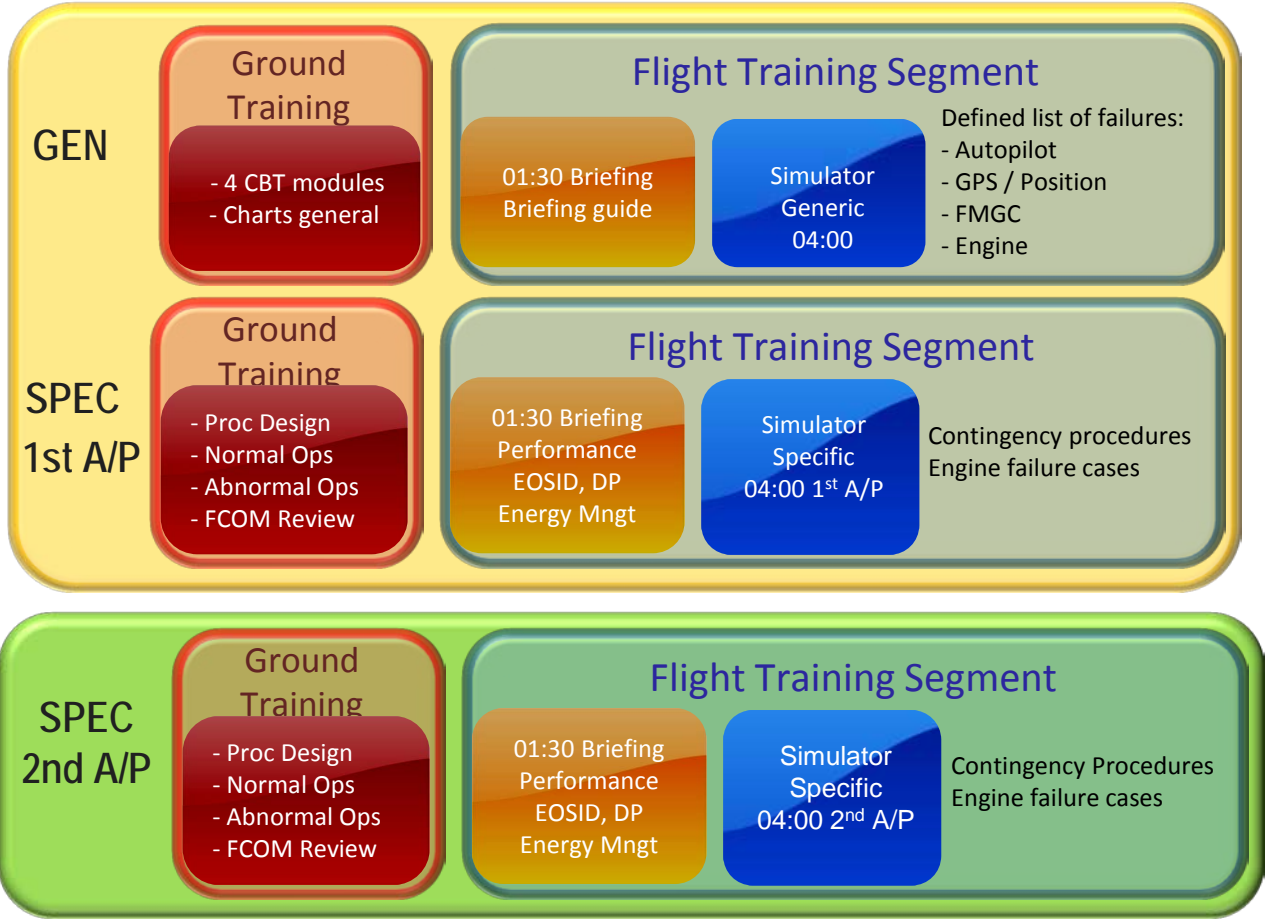 GEN
Ground
Training
- 4 CBT modules
- Charts general
Flight Training Segment
01:30 Briefing
Briefing guide
Simulator
Generic
04:00
Defined list of failures:
- Autopilot
- GPS / Position
- FMGC
- Engine
SPEC
1st A/P
Ground
Training
- Proc Design
- Normal Ops
- Abnormal Ops
- FCOM Review
Flight Training Segment
01:30 Briefing
Performance
EOSID, DP
Energy Mngt
Simulator
Specific
04:00 1st A/P
Contingency procedures
Engine failure cases
SPEC
2nd A/P
Ground
Training
- Proc Design
- Normal Ops
- Abnormal Ops
- FCOM Review
Flight Training Segment
01:30 Briefing
Performance
EOSID, DP
Energy Mngt
Simulator
Specific
04:00 2nd A/P
Contingency Procedures
Engine failure cases